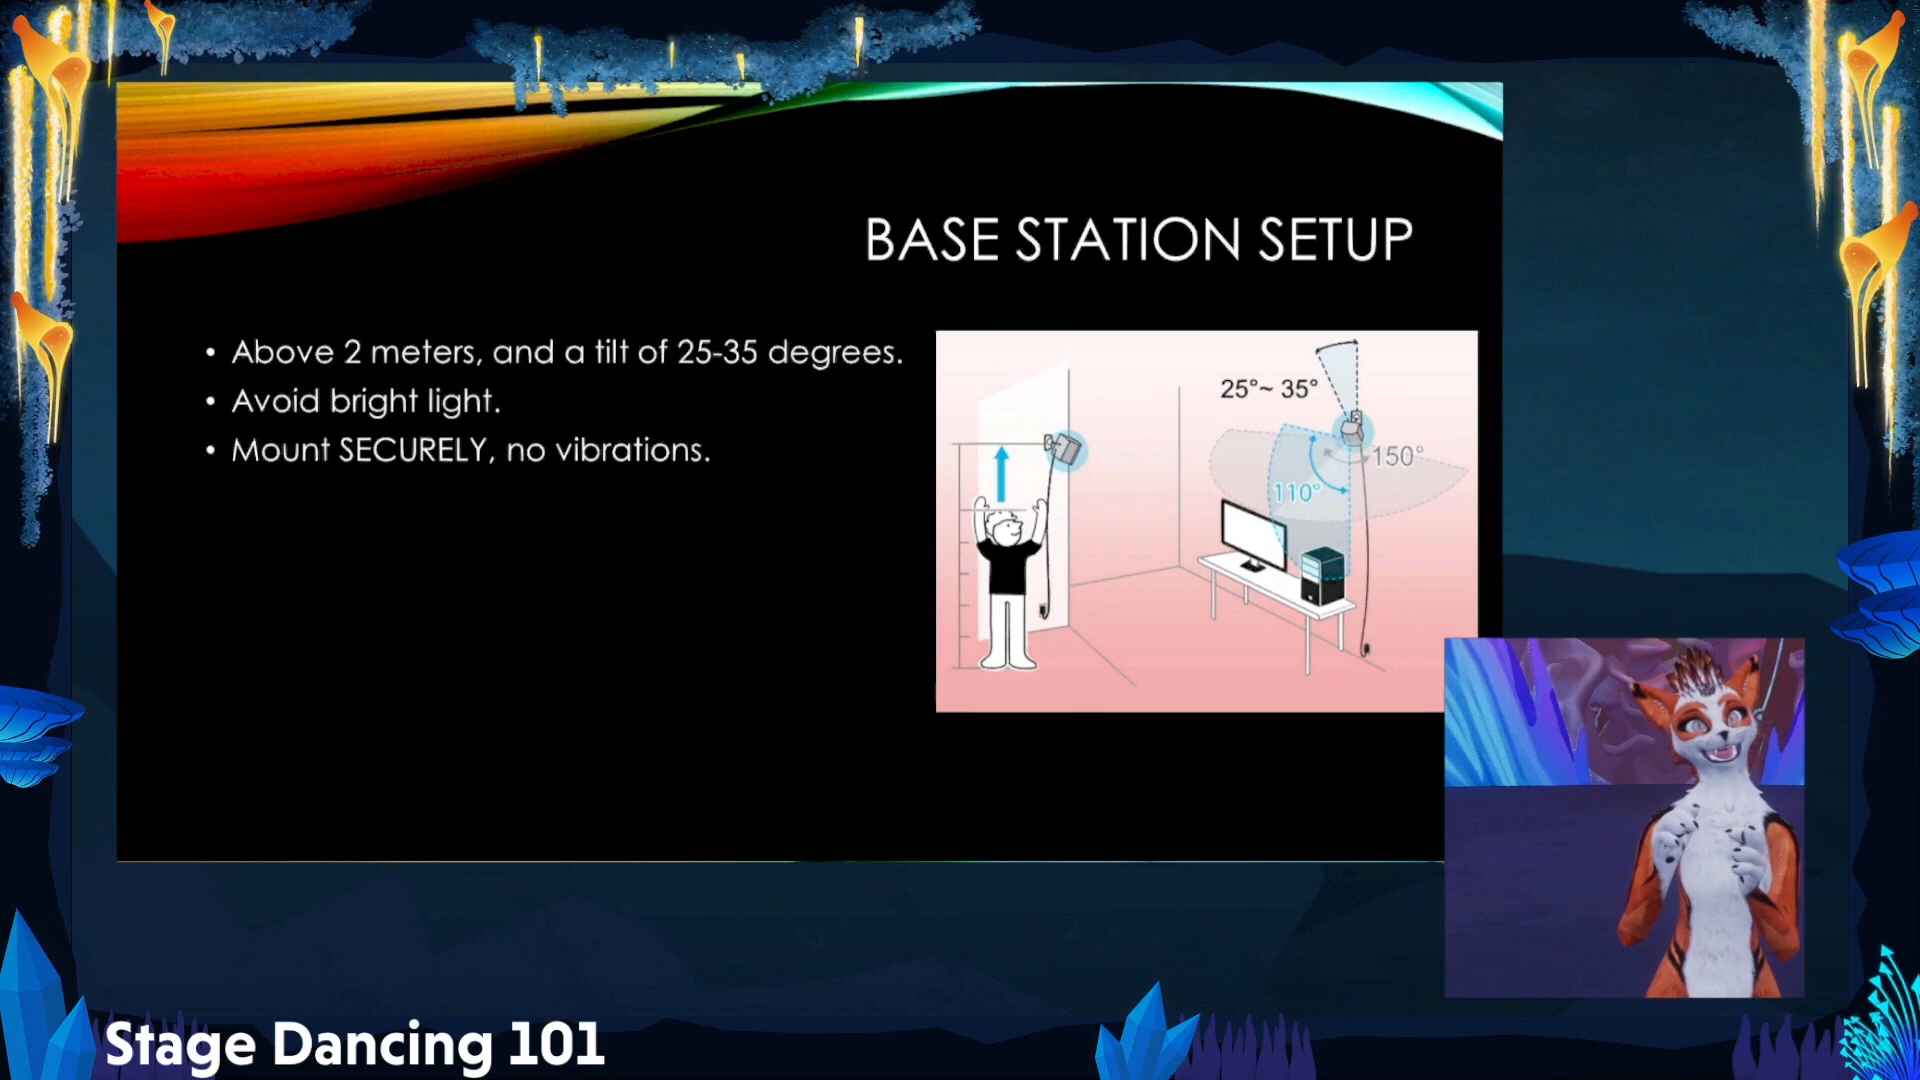 BASE STATION SETUP
• Above 2 meters, and a tilt of 25-35 degrees.
• Avoid bright light.
• Mount SECURELY, no vibrations.
25°~ 35°
150°
110°
Stage Dancing 101